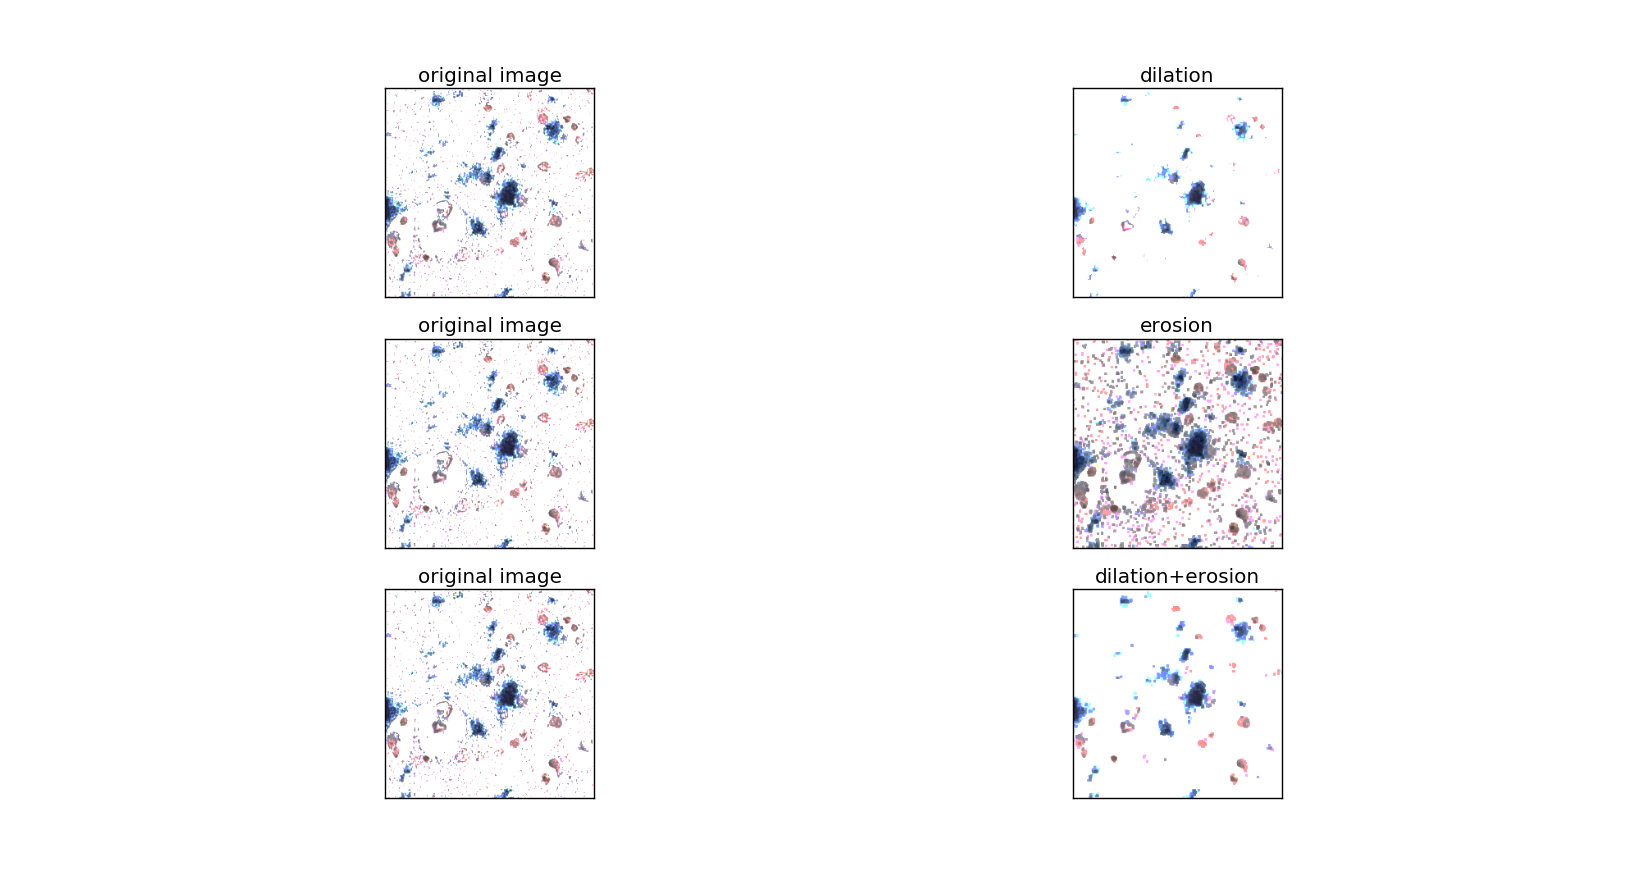 original image
dilation
original image
erosion
original image
dilation+erosion